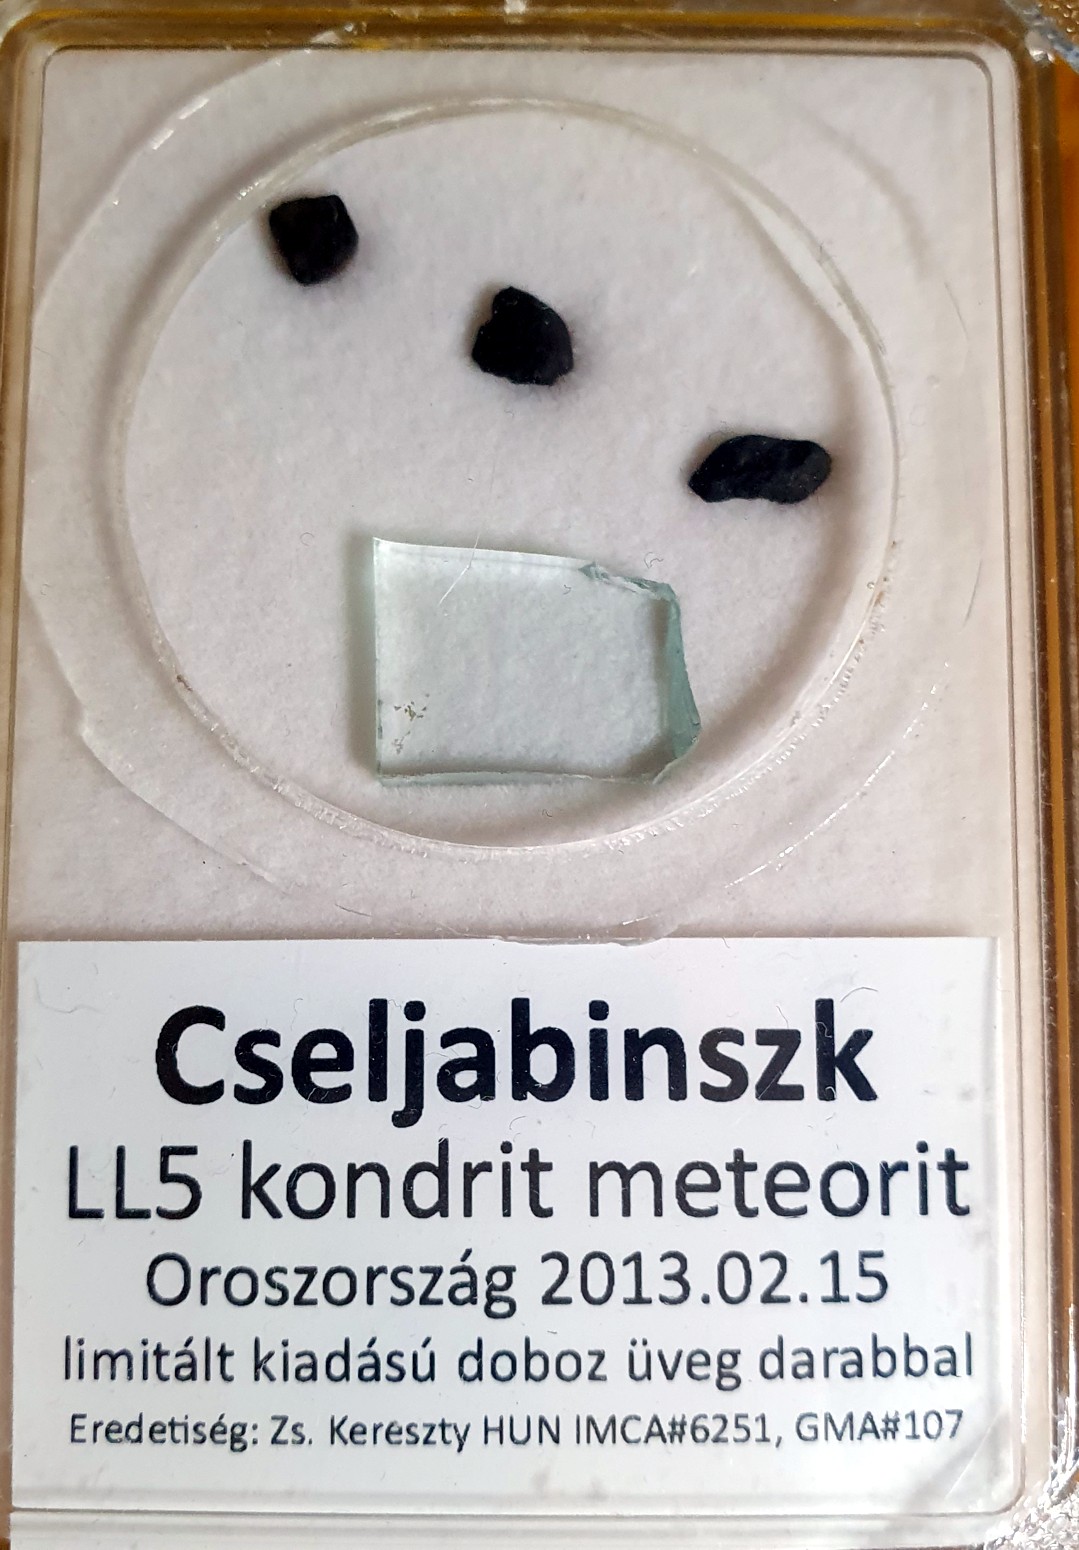 Cseljabinszk
LL5 kondrit meteorit
Oroszország 2013.02.15
limitált kiadású doboz üveg darabbal
Eredetiség: Zs. Kereszty HUN IMCA#6251, GMA#107